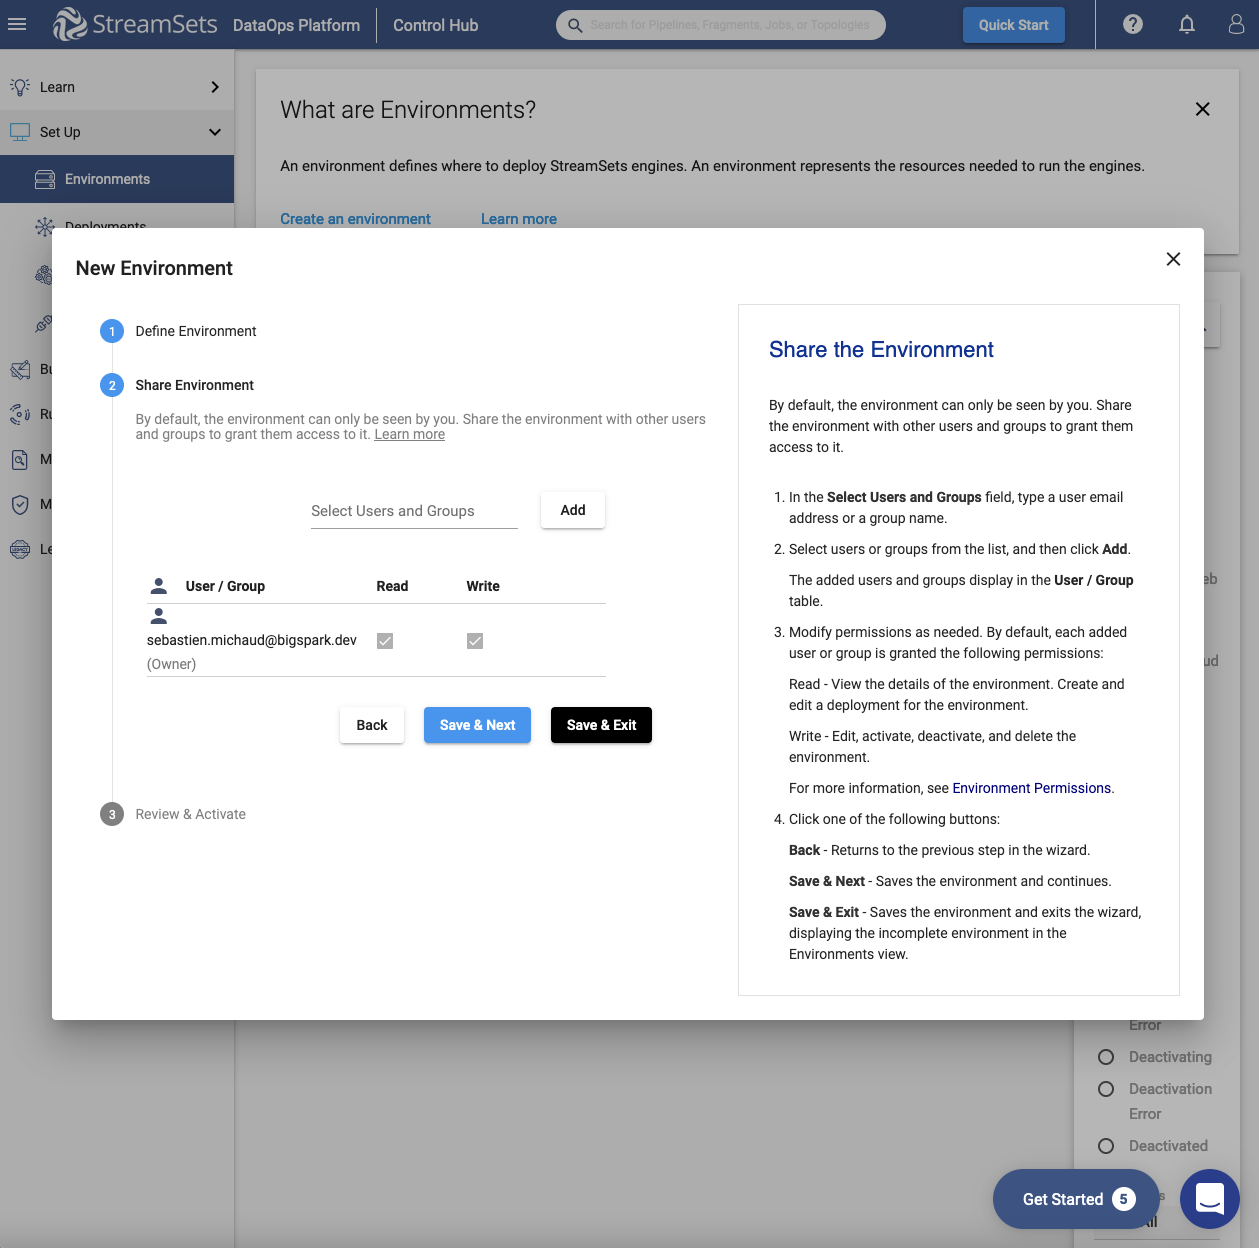 StreamSets DataOps Platform Control Hub
Search for Pipelines, Fragments, Jobs, or Topologies
Quick Start
?
Learn
Set Up
Environments
Deployments
What are Environments?
An environment defines where to deploy StreamSets engines. An environment represents the resources needed to run the engines.
Create an environment Learn more
New Environment
1 Define Environment
2 Share Environment
By default, the environment can only be seen by you. Share the environment with other users
and groups to grant them access to it. Learn more
Select Users and Groups
Add
User / Group Read Write
sebastien.michaud@bigspark.dev
(Owner)
Back
Save & Next
Save & Exit
3 Review & Activate
Share the Environment
By default, the environment can only be seen by you. Share
the environment with other users and groups to grant them
access to it.
1. In the Select Users and Groups field, type a user email
address or a group name.
2. Select users or groups from the list, and then click Add.
The added users and groups display in the User / Group
table.
3. Modify permissions as needed. By default, each added
user or group is granted the following permissions:
Read - View the details of the environment. Create and
edit a deployment for the environment.
Write - Edit, activate, deactivate, and delete the
environment.
For more information, see Environment Permissions.
4. Click one of the following buttons:
Back - Returns to the previous step in the wizard.
Save & Next - Saves the environment and continues.
Save & Exit - Saves the environment and exits the wizard,
displaying the incomplete environment in the
Environments view.
Error
Deactivating
Deactivation
Error
Deactivated
Get Started 5
All